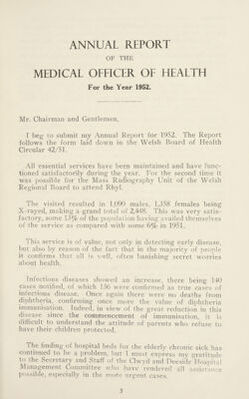 ANNUAL REPORT
OF THE
MEDICAL OFFICER OF HEALTH
For the Year 1952.
Mr. Chairman and Gentlemen,
I beg to submit my Annual Report for 1952. The Report
follows the form laid down in the Welsh Board of Health
Circular 42/51.
All essential services have been maintained and have func-
tioned satisfactorily during the year. For the second time it
was possible for the Mass Radiography Unit of the Welsh
Regional Board to attend Rhyl.
The visited resulted in 1,090 males, 1,358 females being
X-rayed, making a grand total of 2,448. This was very satis-
factory, some 13% of the population having availed themselves
of the service as compared with some 6% in 1951.
This service is of value, not only in detecting early disease,
but also by reason of the fact that in the majority of people
it confirms that all is well, often banishing secret worries
about health.
Infectious diseases showed an increase, there being 140
cases notified, of which 136 were confirmed as true cases of
infectious disease. Once again there were no deaths from
diphtheria, confirming once more the value of diphtheria
immunisation. Indeed, in view of the great reduction in this
disease since the commencement of immunisation, it is
difficult to understand the attitude of parents who refuse to
have their children protected.
The finding of hospital beds for the elderly chronic sick has
continued to be a problem, but I must express my gratitude
to the Secretary and Staff of the Clwyd and Deeside Hospital
Management Committee who have rendered all assistance
possible, especially in the more urgent cases.
3